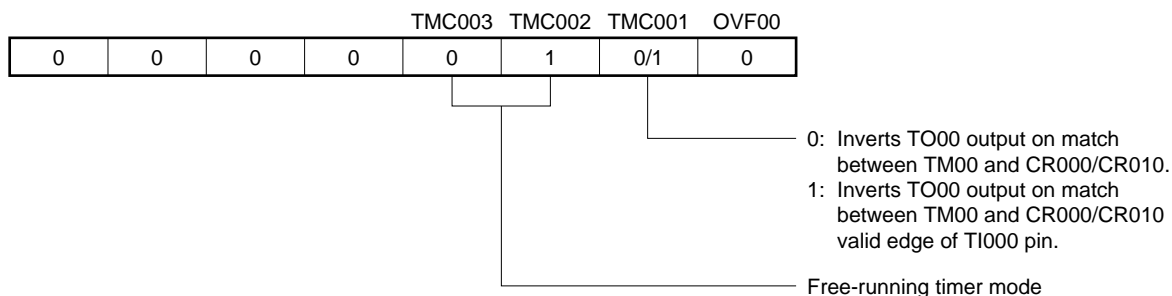 TMC003 TMC002 TMC001 OVF00
0 0 0 0 0 1 0/1 0
0: Inverts TO00 output on match
between TM00 and CR000/CR010.
1: Inverts TO00 output on match
between TM00 and CR000/CR010
valid edge of TI000 pin.
Free-running timer mode